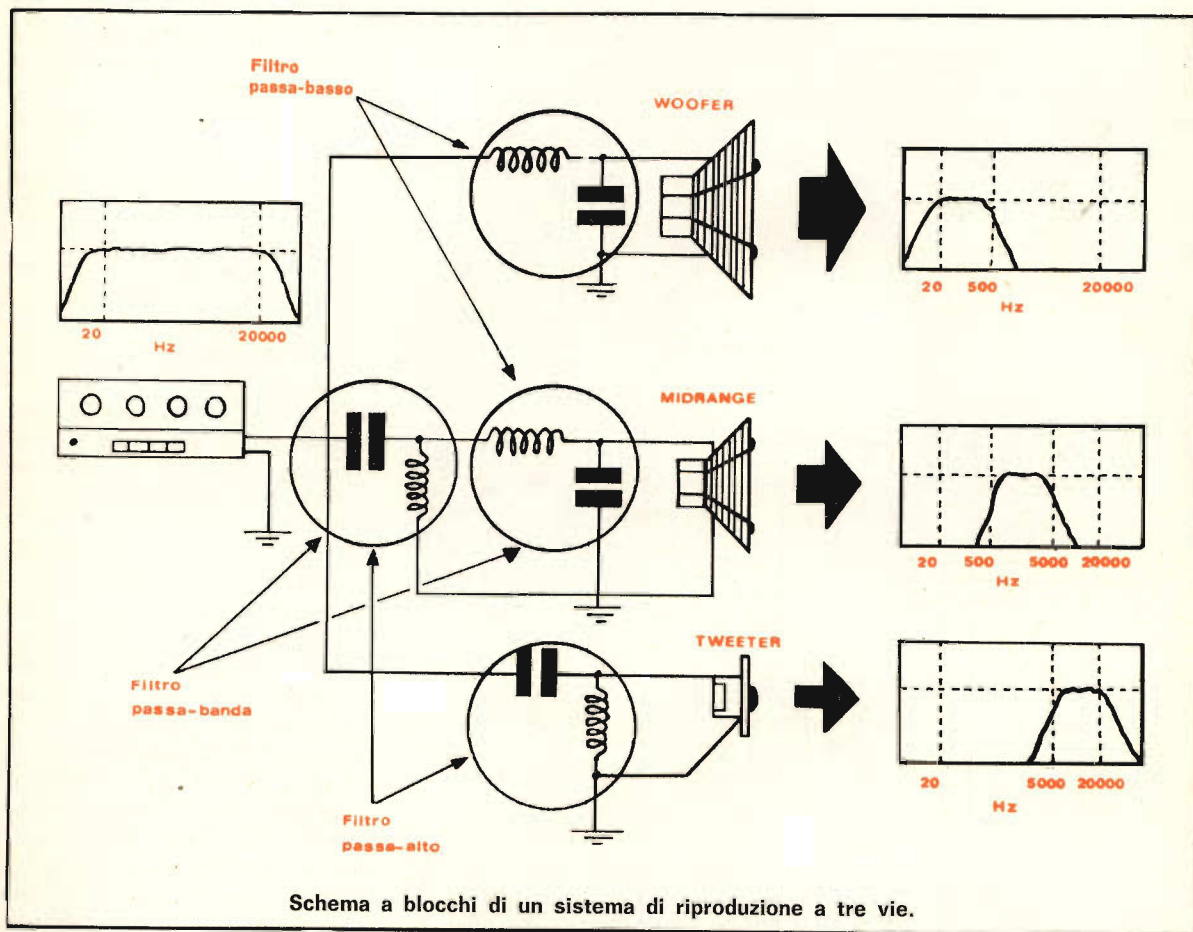 Filtro
passa-basso
WOOFER
20 500 20000
Hz
20 20000
Hz
MIDRANGE
20 500 5000 20000
Hz
TWEETER
Filtro
passa-banda
20 5000 20000
Hz
Filtro
passa-alto
Schema a blocchi di un sistema di riproduzione a tre vie.